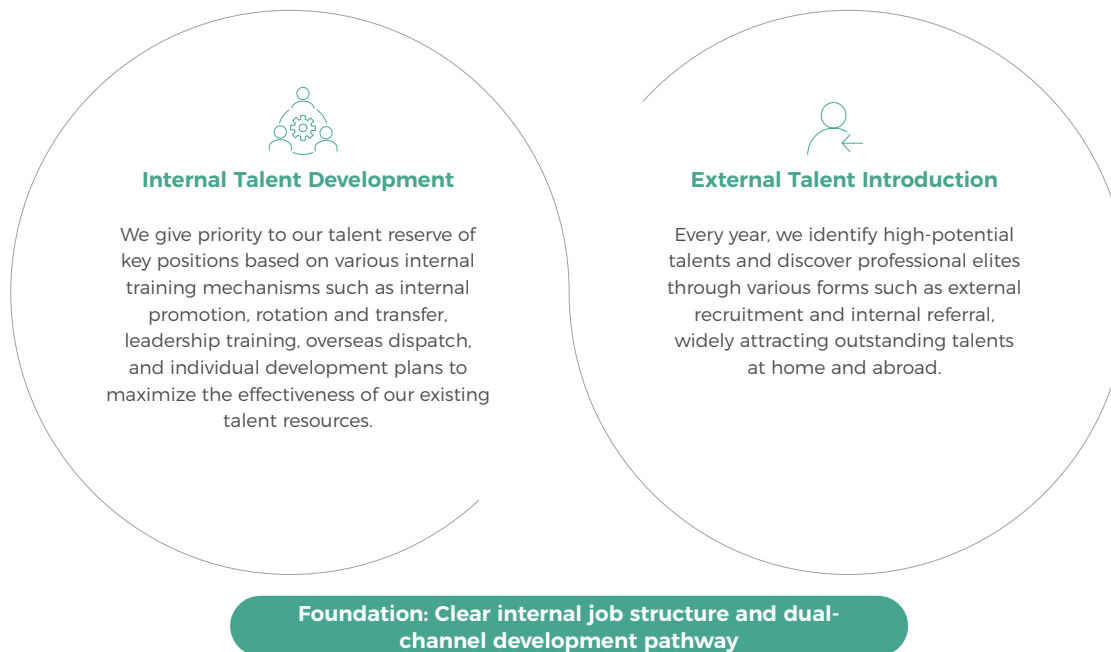 Internal Talent Development
We give priority to our talent reserve of
key positions based on various internal
training mechanisms such as internal
promotion, rotation and transfer,
leadership training, overseas dispatch,
and individual development plans to
maximize the effectiveness of our existing
talent resources.
External Talent Introduction
Every year, we identify high-potential
talents and discover professional elites
through various forms such as external
recruitment and internal referral,
widely attracting outstanding talents
at home and abroad.
Foundation: Clear internal job structure and dual-
channel development pathway